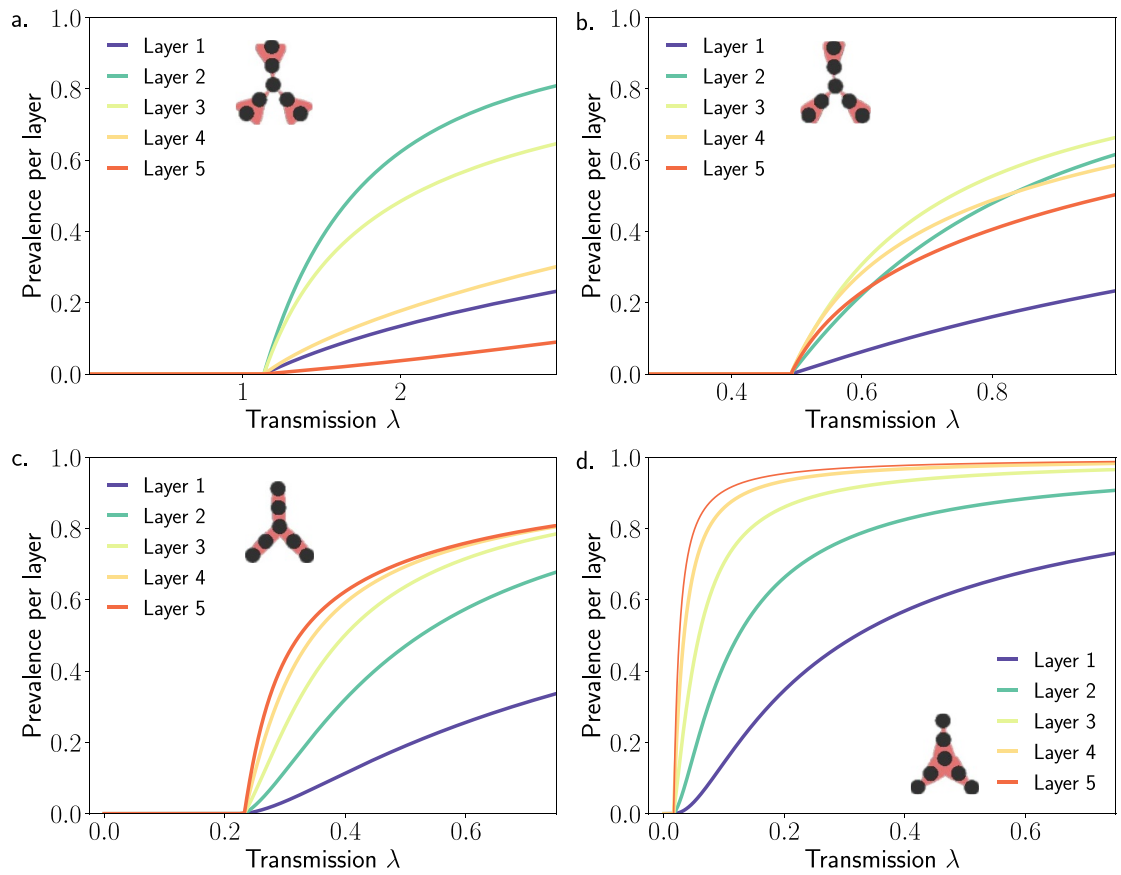 a.
1.0
0.8
0.6
0.4
0.2
0.0
Prevalence per layer
Layer 1
Layer 2
Layer 3
Layer 4
Layer 5
1
2
Transmission λ
b.
1.0
0.8
0.6
0.4
0.2
0.0
Prevalence per layer
Layer 1
Layer 2
Layer 3
Layer 4
Layer 5
0.4
0.6
0.8
Transmission λ
c.
1.0
0.8
0.6
0.4
0.2
0.0
Prevalence per layer
Layer 1
Layer 2
Layer 3
Layer 4
Layer 5
0.0
0.2
0.4
0.6
Transmission λ
d.
1.0
0.8
0.6
0.4
0.2
0.0
Prevalence per layer
Layer 1
Layer 2
Layer 3
Layer 4
Layer 5
0.0
0.2
0.4
0.6
Transmission λ